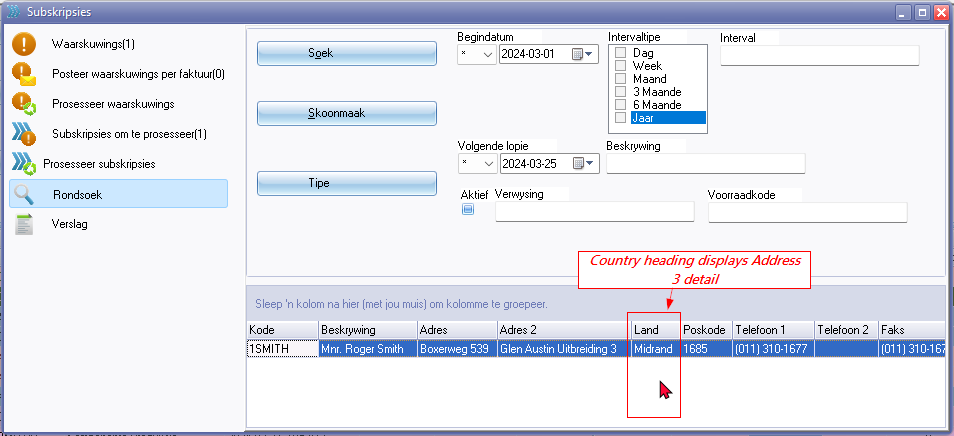 Subskripsies
Waarskuwings(1)
Posteer waarskuwings per faktuur(0)
Prosesseer waarskuwings
Subskripsies om te prosesseer(1)
Prosesseer subskripsies
Rondsoek
Verslag
Soek
Skoonmaak
Tipe
Begindatum
* 2024-03-01
Intervaltipe
Dag
Week
Maand
3 Maande
6 Maande
Jaar
Interval
Volgende lopie
* 2024-03-25
Beskrywing
Aktief
Verwysing
Voorraadkode
Country heading displays Address
3 detail
Sleep 'n kolom na hier (met jou muis) om kolomme te groepeer.
Kode Beskrywing Adres Adres 2 Land Poskode Telefoon 1 Telefoon 2 Faks
1SMITH Mnr. Roger Smith Boxerweg 539 Glen Austin Uitbreiding 3 Midrand 1685 (011) 310-1677 (011) 310-167